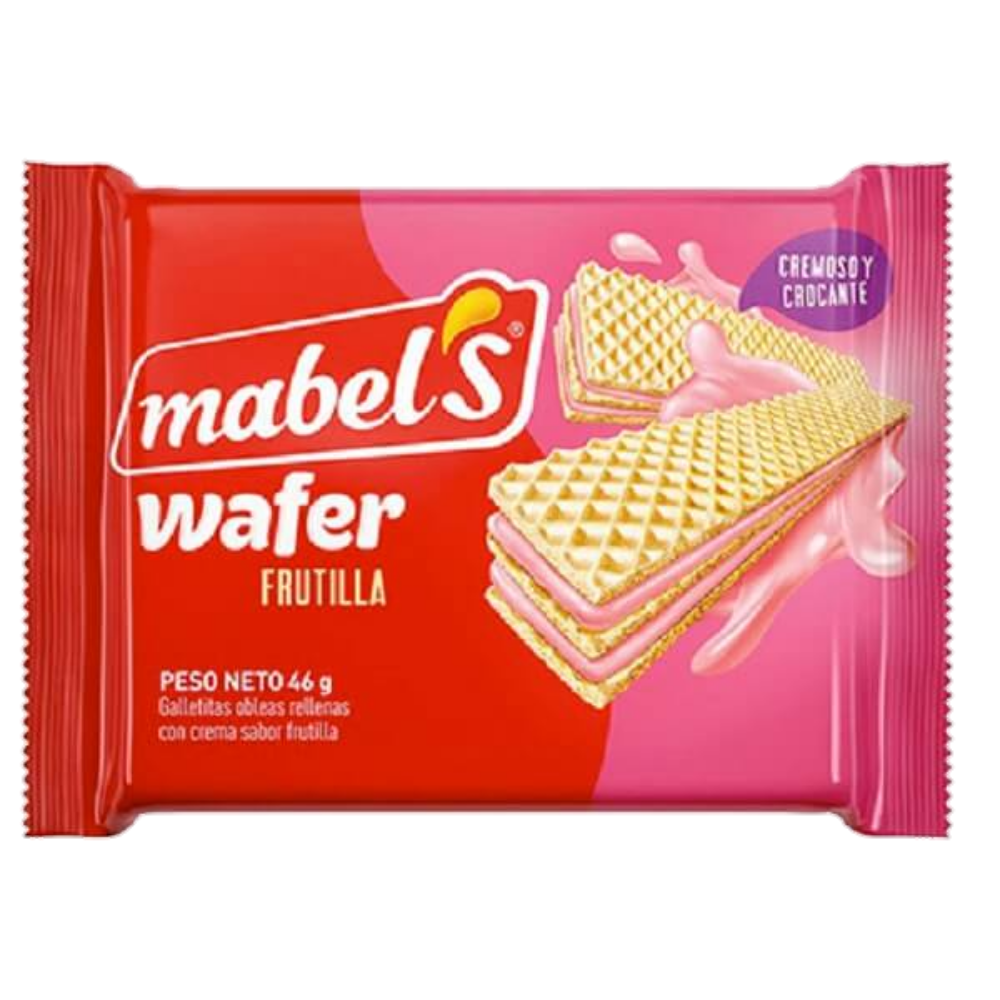 CREMOSO Y
CROCANTE
mabel's®
wafer
FRUTILLA
PESO NETO 46 g
Galletitas obleas rellenas
con crema sabor frutilla